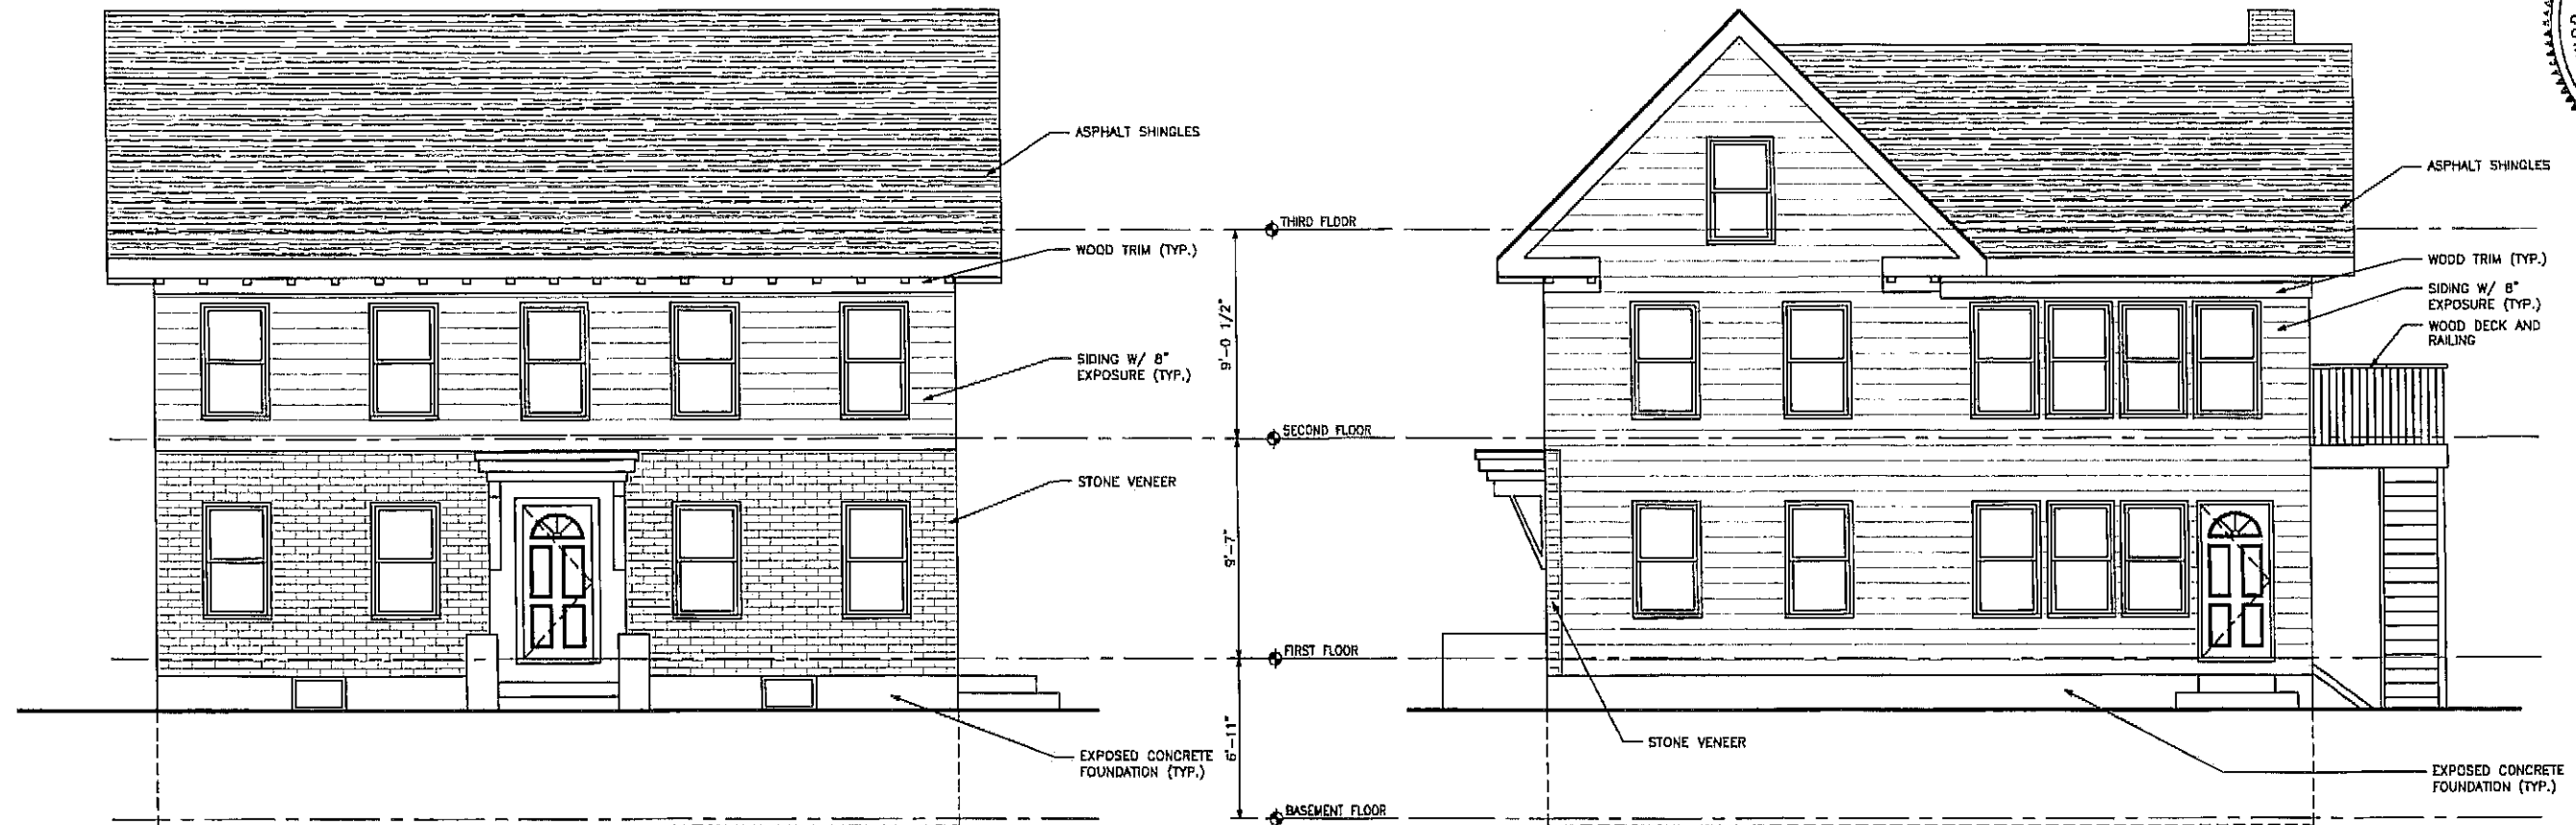 ASPHALT SHINGLES
WOOD TRIM (TYP.)
SIDING W/ 8"
EXPOSURE (TYP.)
STONE VENEER
EXPOSED CONCRETE
FOUNDATION (TYP.)
THIRD FLOOR
9'-0 1/2"
SECOND FLOOR
9'-7"
FIRST FLOOR
6'-11"
BASEMENT FLOOR
ASPHALT SHINGLES
WOOD TRIM (TYP.)
SIDING W/ 8"
EXPOSURE (TYP.)
WOOD DECK AND
RAILING
STONE VENEER
EXPOSED CONCRETE
FOUNDATION (TYP.)